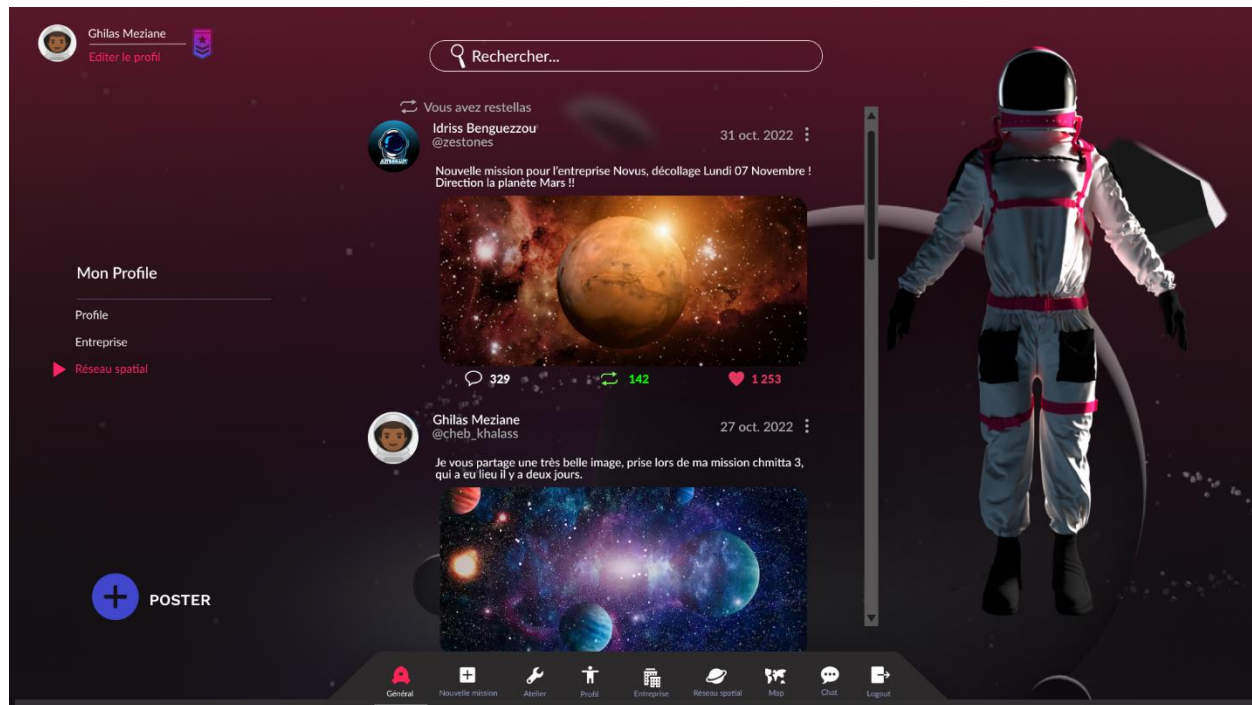 Ghilas Meziane
Editer le profil
Rechercher...
Vous avez restellas
Idriss Benguezzou
@zestones
31 oct. 2022
Nouvelle mission pour l'entreprise Novus, décollage Lundi 07 Novembre !
Direction la planète Mars !!
329
142
1 253
Mon Profile
Profile
Entreprise
Réseau spatial
Ghilas Meziane
@cheb_khalass
27 oct. 2022
Je vous partage une très belle image, prise lors de ma mission chmitta 3,
qui a eu lieu il y a deux jours.
POSTER
Général
Nouvelle mission
Atelier
Profil
Entreprise
Réseau spatial
Map
Chat
Logout